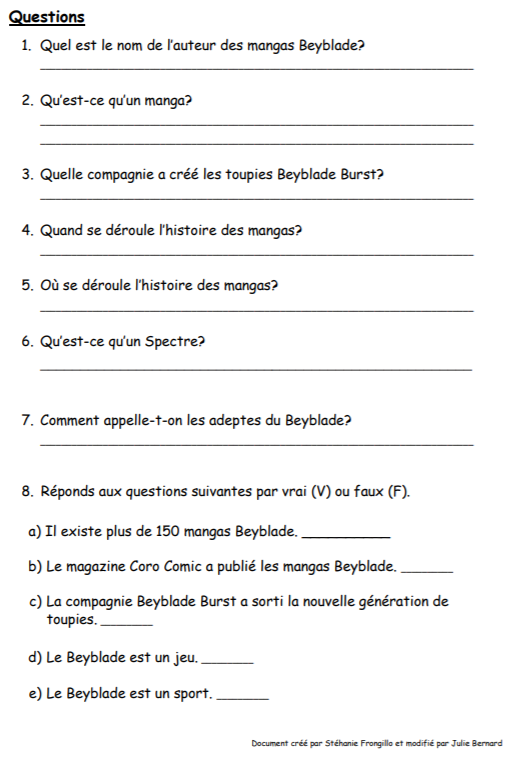 Questions
1. Quel est le nom de l'auteur des mangas Beyblade?
2. Qu'est-ce qu'un manga?
3. Quelle compagnie a créé les toupies Beyblade Burst?
4. Quand se déroule l'histoire des mangas?
5. Où se déroule l'histoire des mangas?
6. Qu'est-ce qu'un Spectre?
7. Comment appelle-t-on les adeptes du Beyblade?
8. Réponds aux questions suivantes par vrai (V) ou faux (F).
a) Il existe plus de 150 mangas Beyblade.
b) Le magazine Coro Comic a publié les mangas Beyblade.
c) La compagnie Beyblade Burst a sorti la nouvelle génération de
toupies.
d) Le Beyblade est un jeu.
e) Le Beyblade est un sport.
Document créé par Stéhanie Frongillo et modifié par Julie Bernard